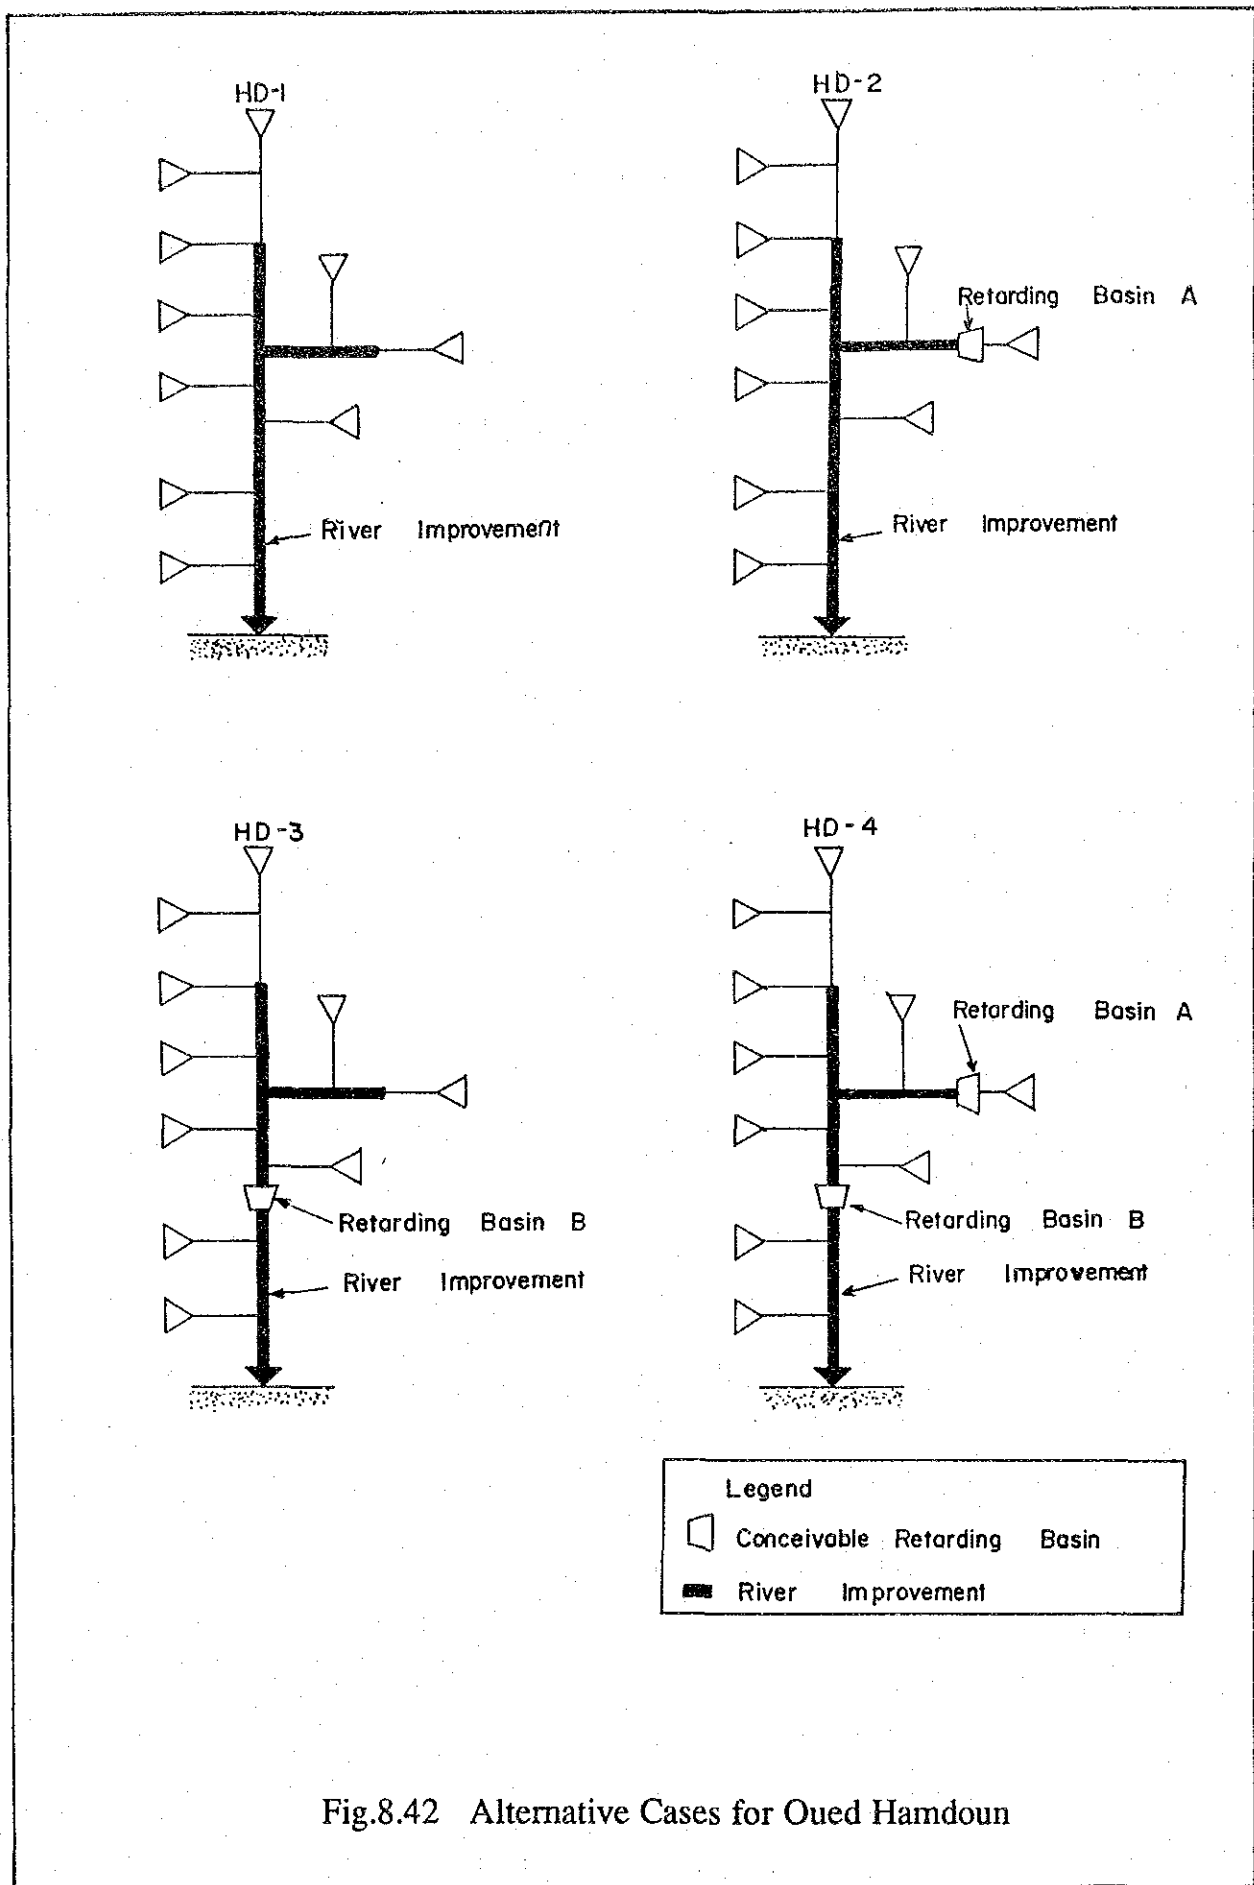 HD-1
River Improvement
HD-2
Retarding Basin A
River Improvement
HD-3
Retarding Basin B
River Improvement
HD-4
Retarding Basin A
Retarding Basin B
River Improvement
Legend
Conceivable Retarding Basin
River Improvement
Fig.8.42 Alternative Cases for Oued Hamdoun